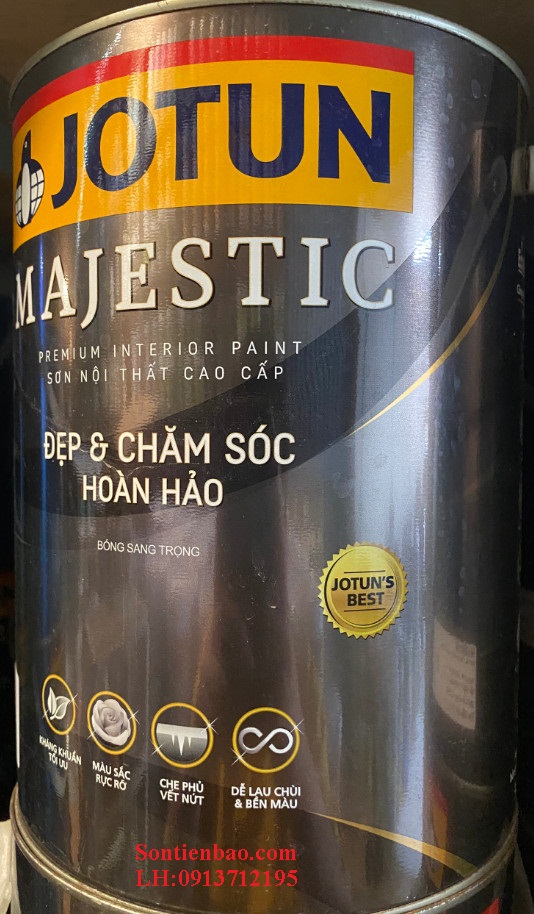 JOTUN
MAJESTIC
PREMIUM INTERIOR PAINT
SƠN NỘI THẤT CAO CẤP
ĐẸP & CHĂM SÓC
HOÀN HẢO
BÓNG SANG TRỌNG
JOTUN'S
BEST
KHÁNG KHUẨN
TỐI ƯU
MÀU SẮC
RỰC RỠ
CHE PHỦ
VẾT NỨT
DỄ LAU CHÙI
& BỀN MÀU
Sontienbao.com
LH:0913712195